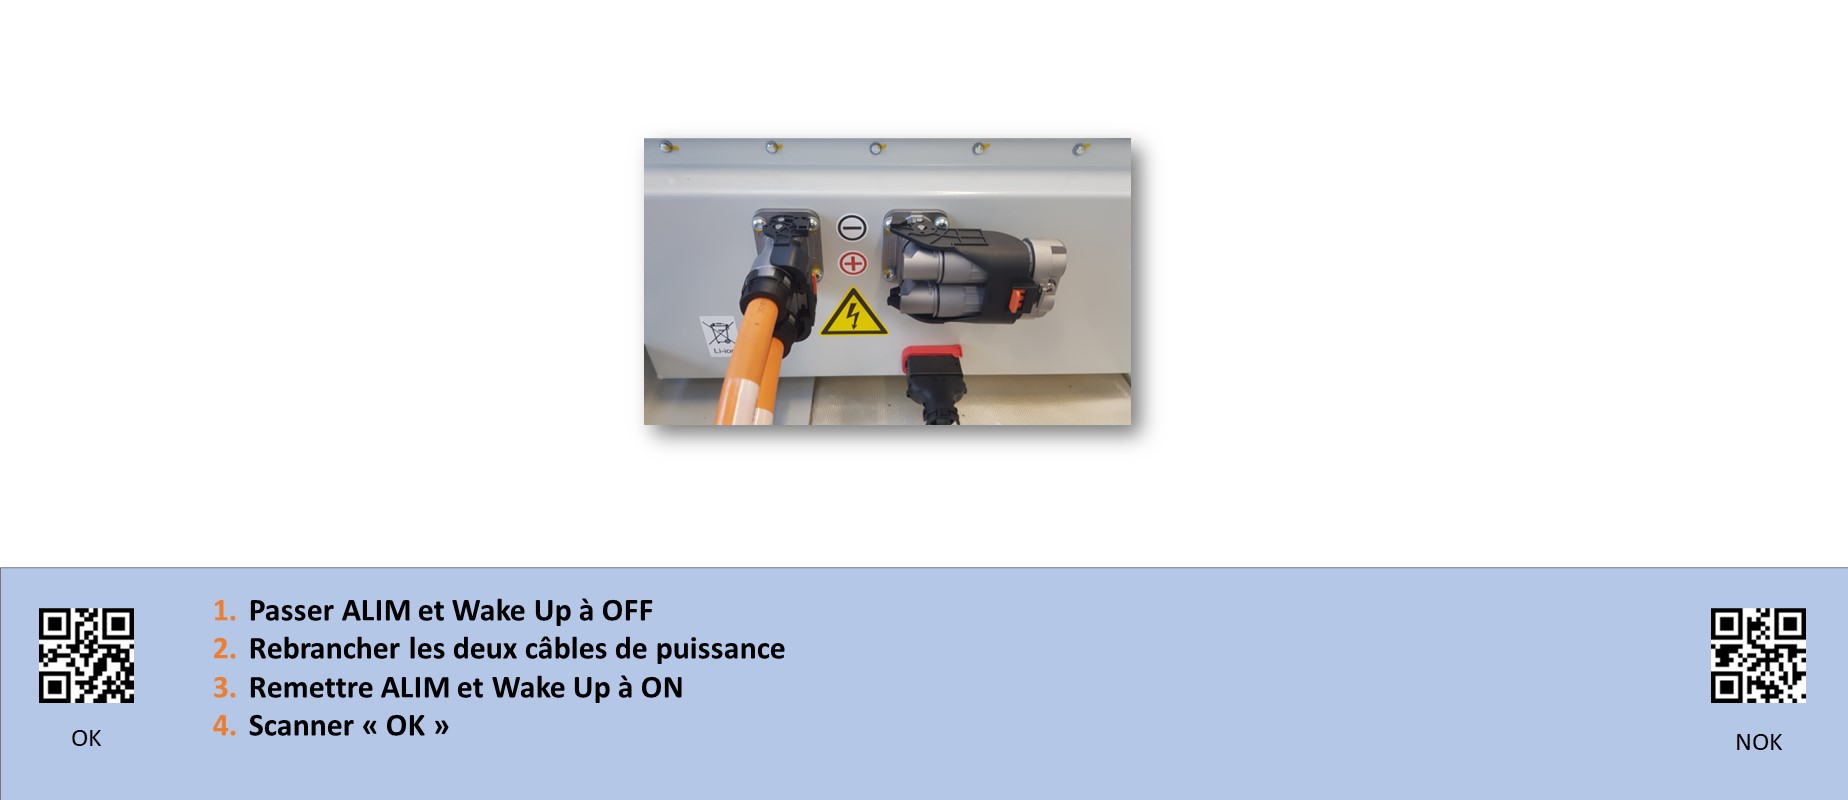 Li-ion
1. Passer ALIM et Wake Up à OFF
2. Rebrancher les deux câbles de puissance
3. Remettre ALIM et Wake Up à ON
4. Scanner « OK »
OK
NOK